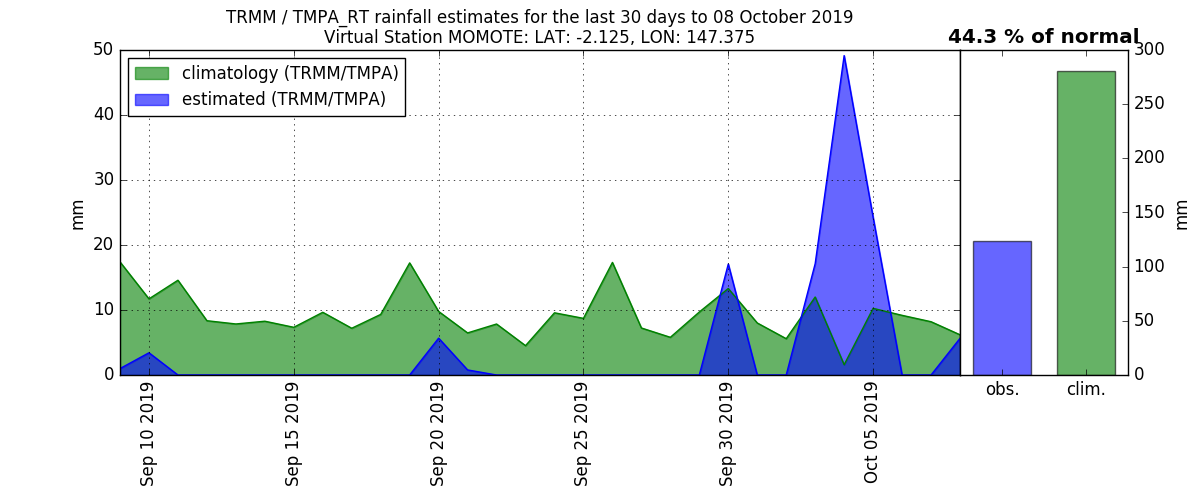 TRMM / TMPA_RT rainfall estimates for the last 30 days to 08 October 2019
Virtual Station MOMOTE: LAT: -2.125, LON: 147.375
44.3 % of normal
climatology (TRMM/TMPA)
estimated (TRMM/TMPA)
50
40
30
20
10
0
mm
Sep 10 2019
Sep 15 2019
Sep 20 2019
Sep 25 2019
Sep 30 2019
Oct 05 2019
obs.
clim.
300
250
200
150
100
50
0
mm